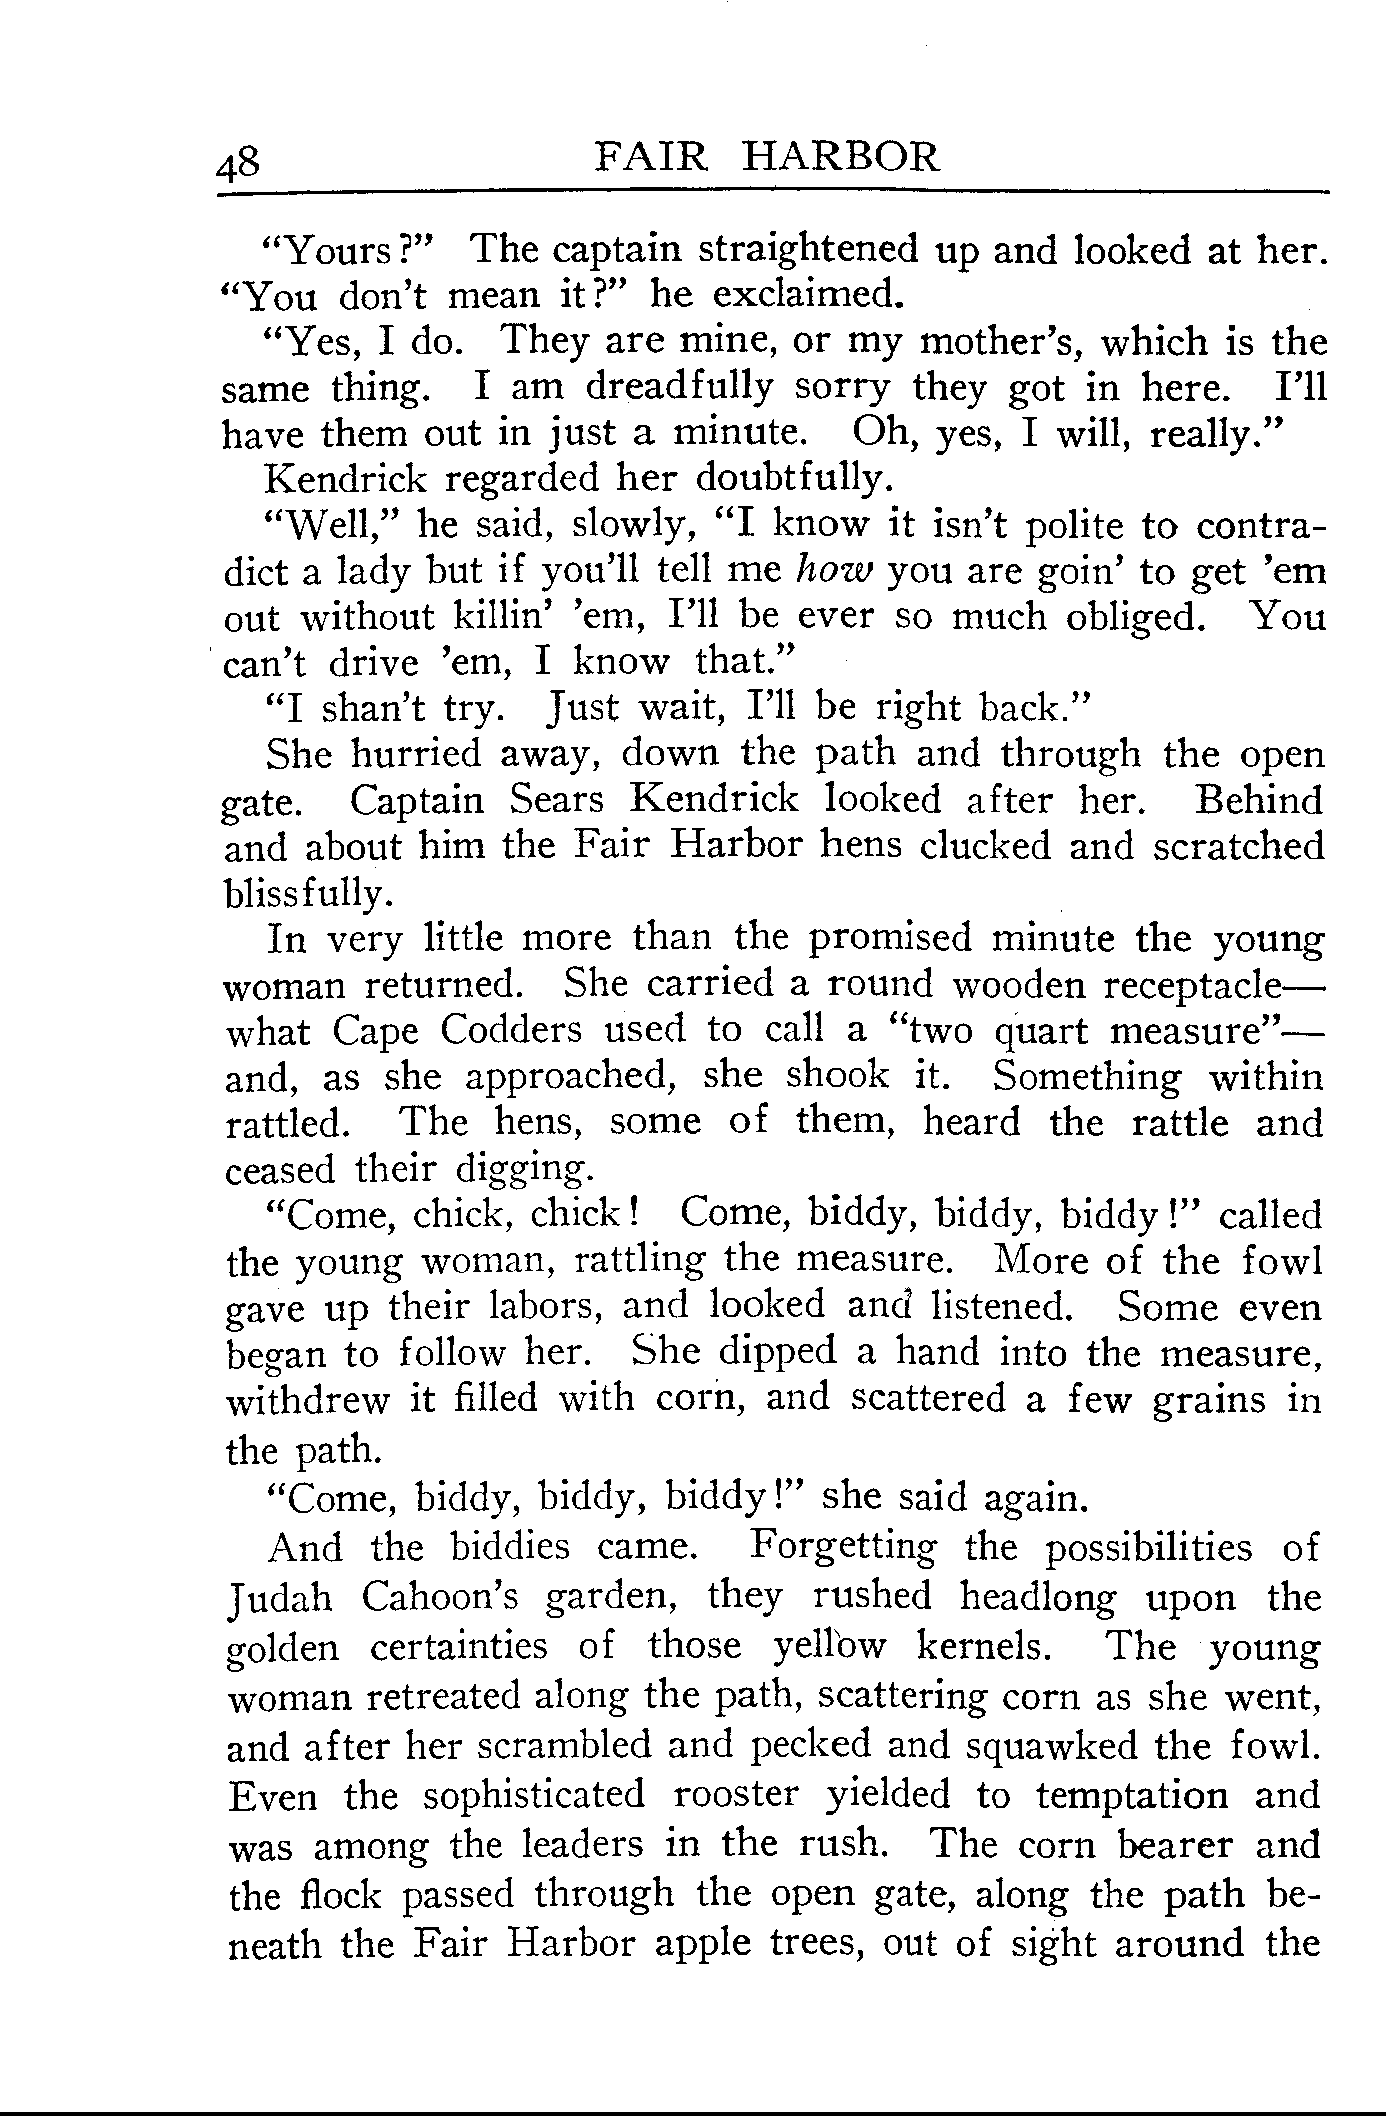 48 FAIR HARBOR
"Yours?" The captain straightened up and looked at her.
"You don't mean it?" he exclaimed.
"Yes, I do. They are mine, or my mother's, which is the
same thing. I am dreadfully sorry they got in here. I'll
have them out in just a minute. Oh, yes, I will, really."
Kendrick regarded her doubtfully.
"Well," he said, slowly, "I know it isn't polite to contra-
dict a lady but if you'll tell me how you are goin' to get 'em
out without killin' 'em, I'll be ever so much obliged. You
can't drive 'em, I know that."
"I shan't try. Just wait, I'll be right back."
She hurried away, down the path and through the open
gate. Captain Sears Kendrick looked after her. Behind
and about him the Fair Harbor hens clucked and scratched
blissfully.
In very little more than the promised minute the young
woman returned. She carried a round wooden receptacle—
what Cape Codders used to call a "two quart measure"—
and, as she approached, she shook it. Something within
rattled. The hens, some of them, heard the rattle and
ceased their digging.
"Come, chick, chick! Come, biddy, biddy, biddy!" called
the young woman, rattling the measure. More of the fowl
gave up their labors, and looked and listened. Some even
began to follow her. She dipped a hand into the measure,
withdrew it filled with corn, and scattered a few grains in
the path.
"Come, biddy, biddy, biddy!" she said again.
And the biddies came. Forgetting the possibilities of
Judah Cahoon's garden, they rushed headlong upon the
golden certainties of those yellow kernels. The young
woman retreated along the path, scattering corn as she went,
and after her scrambled and pecked and squawked the fowl.
Even the sophisticated rooster yielded to temptation and
was among the leaders in the rush. The corn bearer and
the flock passed through the open gate, along the path be-
neath the Fair Harbor apple trees, out of sight around the